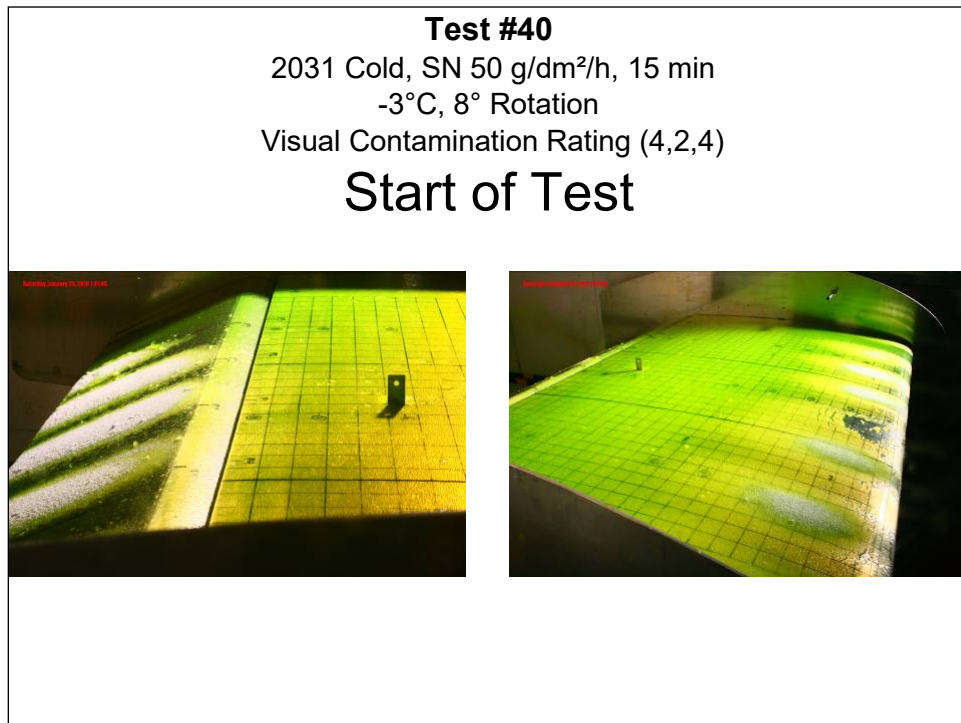 Test #40
2031 Cold, SN 50 g/dm²/h, 15 min
-3°C, 8° Rotation
Visual Contamination Rating (4,2,4)
Start of Test